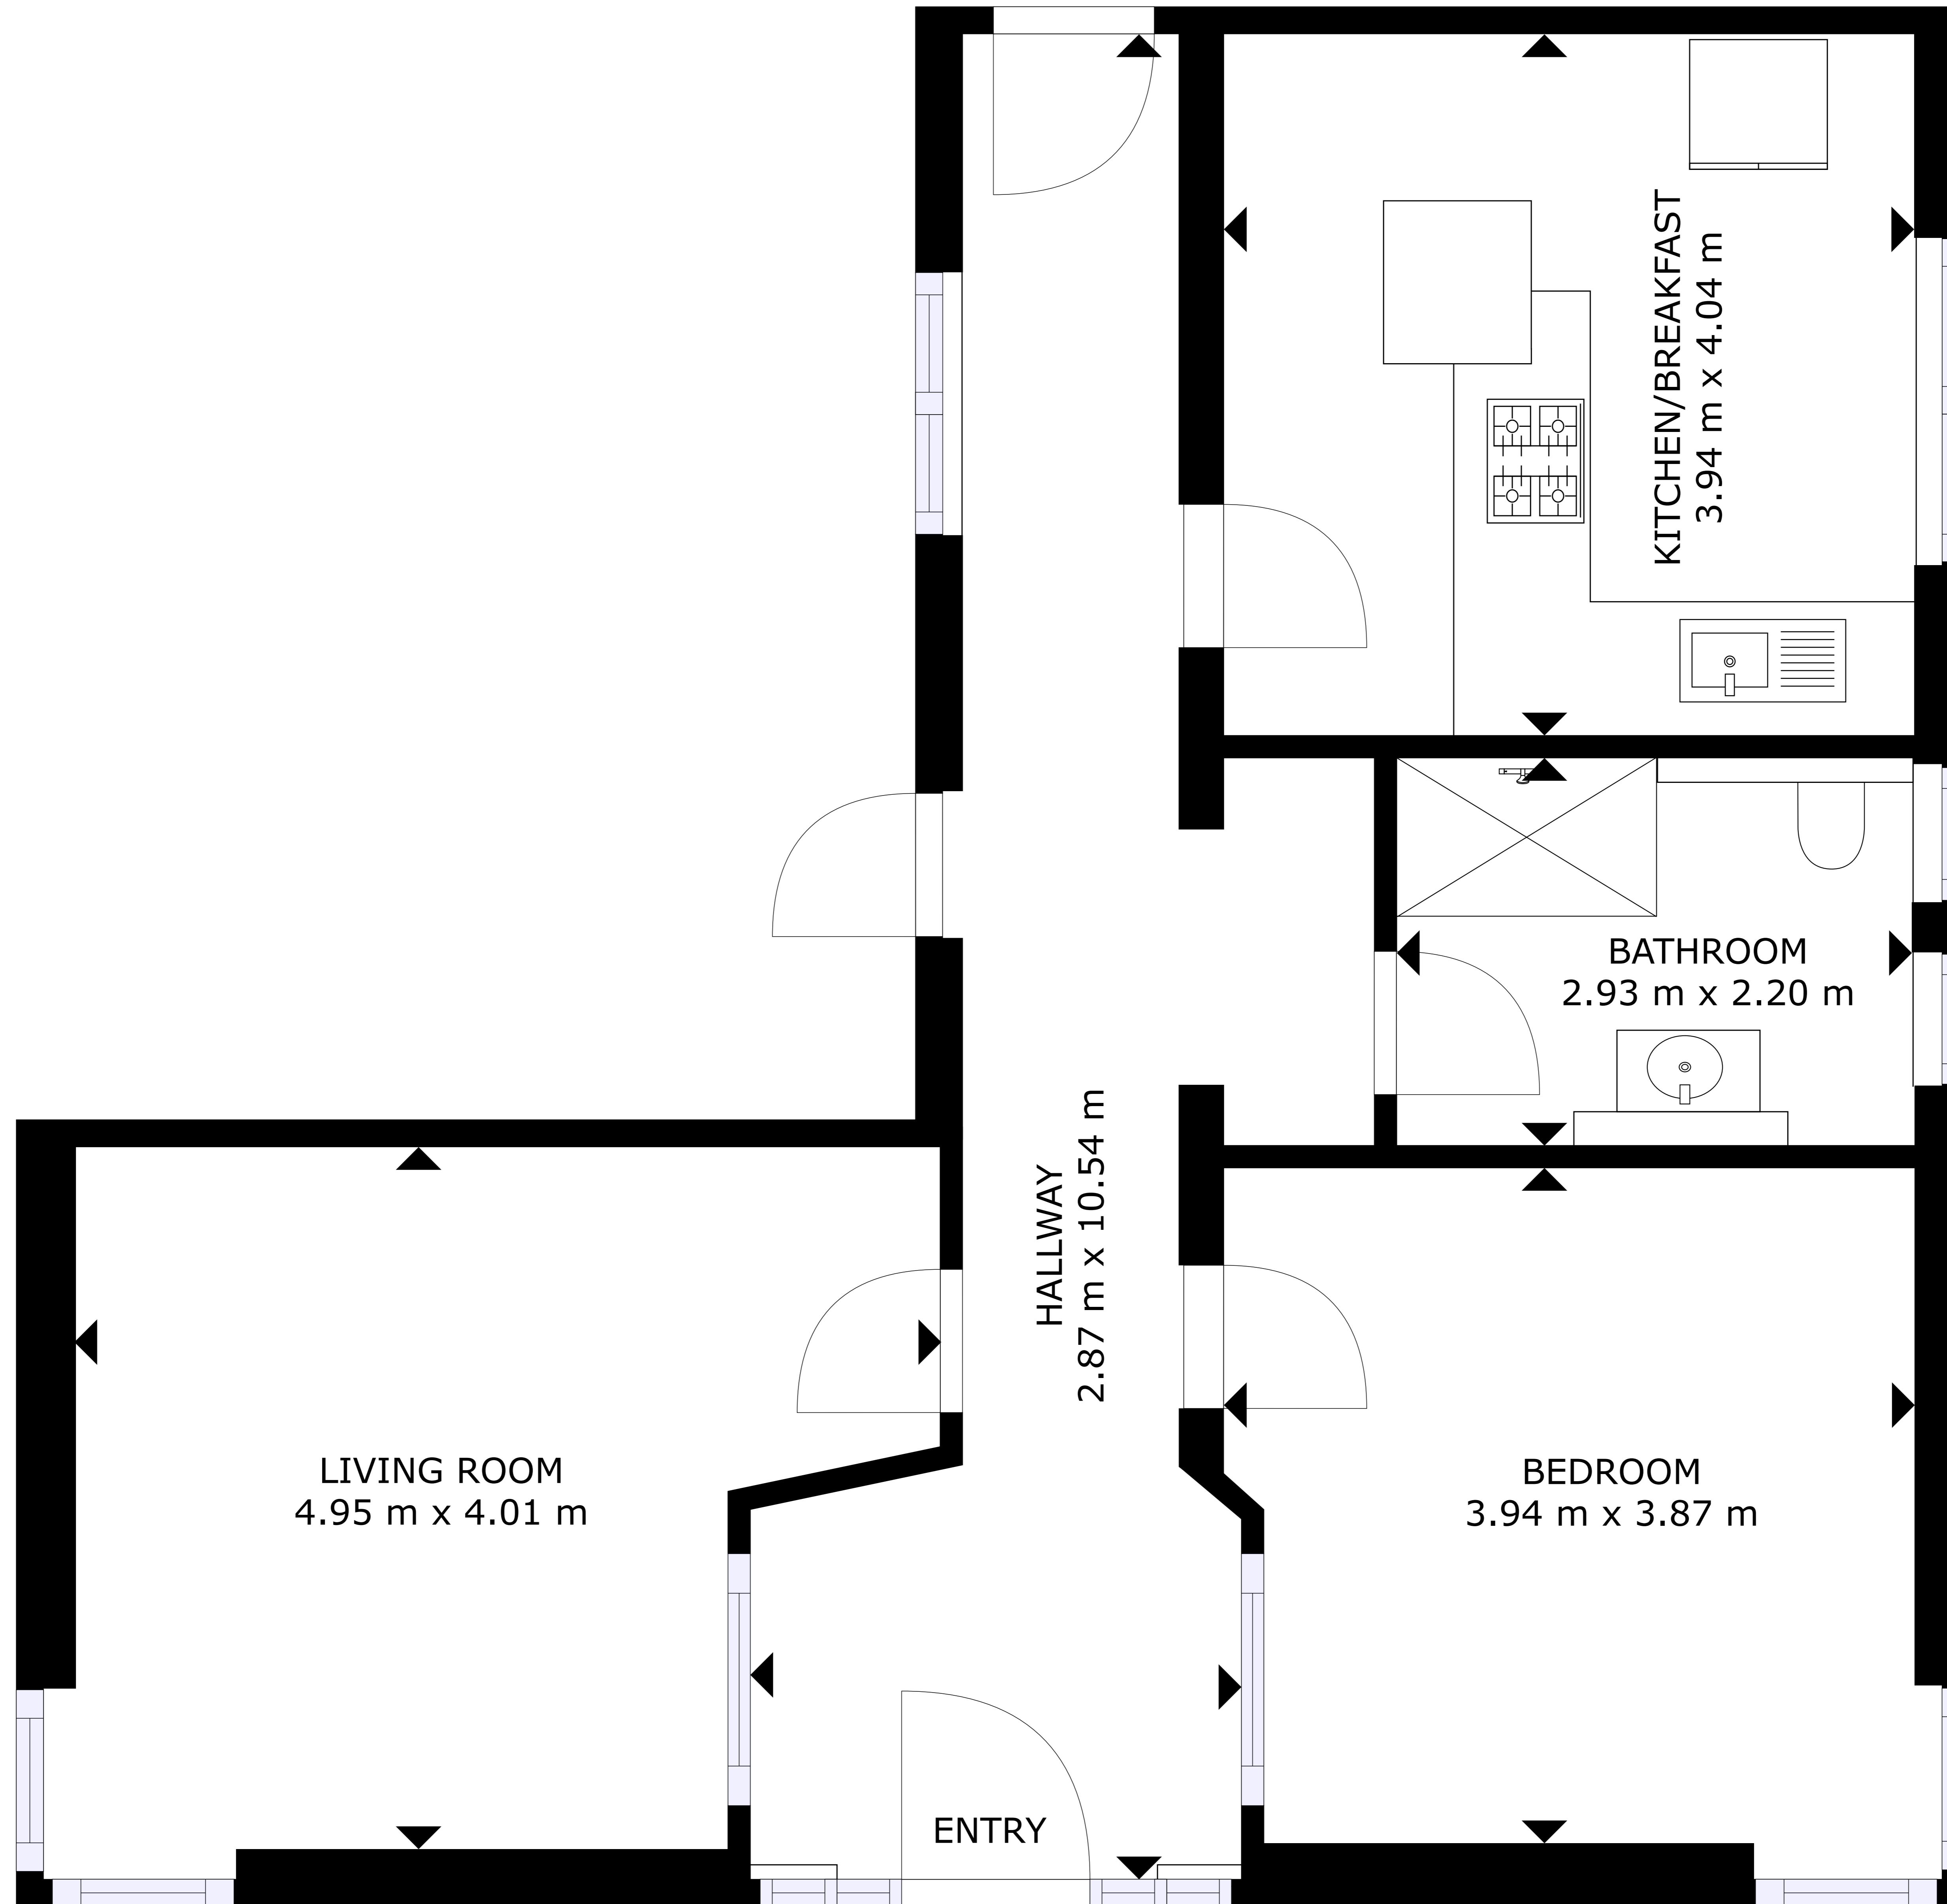 KITCHEN/BREAKFAST
3.94 m x 4.04 m
BATHROOM
2.93 m x 2.20 m
HALLWAY
2.87 m x 10.54 m
LIVING ROOM
4.95 m x 4.01 m
BEDROOM
3.94 m x 3.87 m
ENTRY